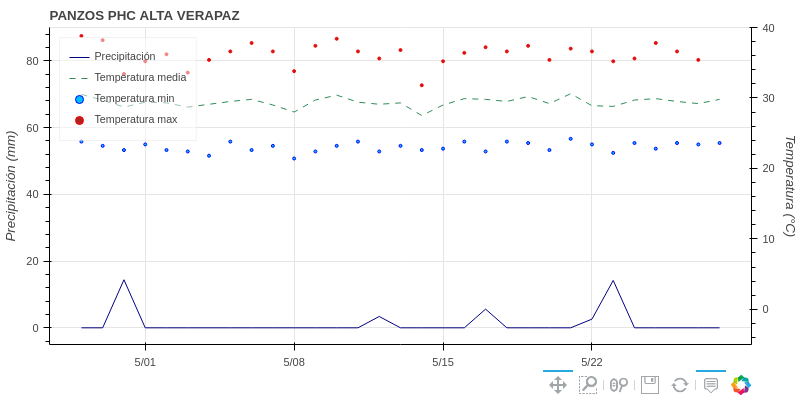 PANZOS PHC ALTA VERAPAZ
Precipitación
Temperatura media
Temperatura min
Temperatura max
Precipitación (mm)
80
60
40
20
0
Temperatura (°C)
40
30
20
10
0
5/01
5/08
5/15
5/22